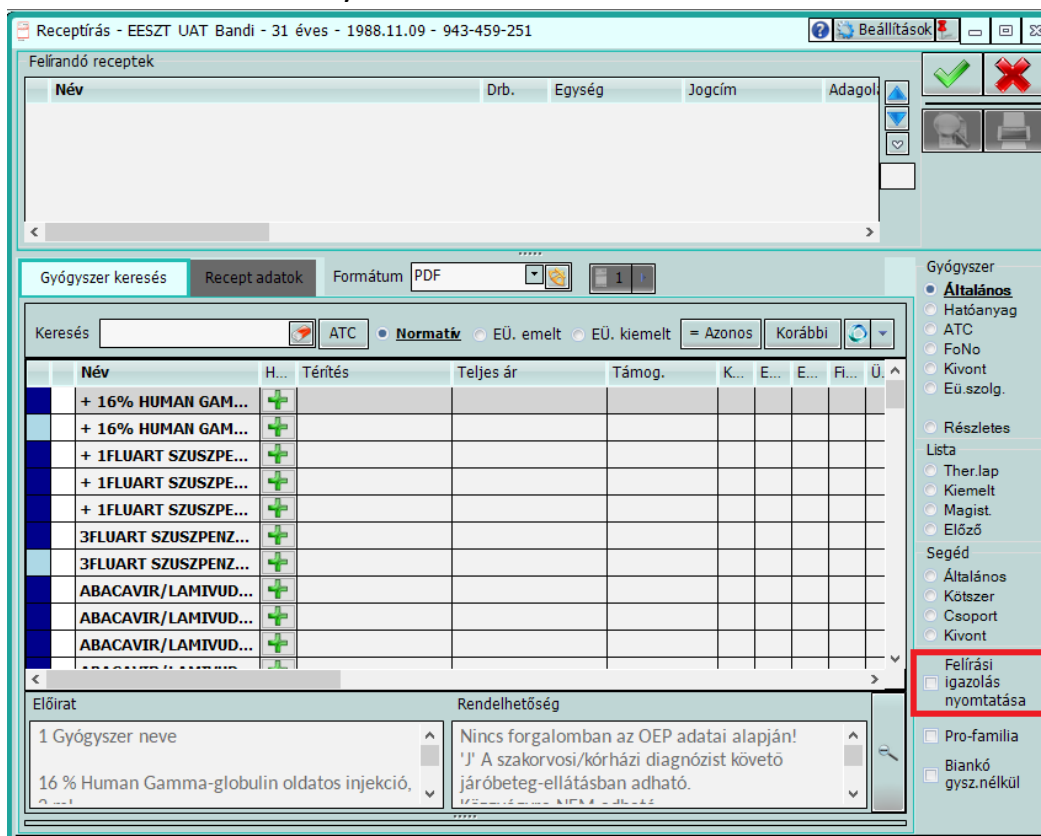 Receptírás - EESZT UAT Bandi - 31 éves - 1988.11.09 - 943-459-251
Beállítások
Felírandó receptek
Név Drb. Egység Jogcím Adagol
Gyógyszer keresés Recept adatok Formátum PDF 1
Keresés ATC Normatív EÜ. emelt EÜ. kiemelt = Azonos Korábbi
Név H... Térítés Teljes ár Támog. K... E... E... Fi... Ü.
+ 16% HUMAN GAM...
+ 16% HUMAN GAM...
+ 1FLUART SZUSZPE...
+ 1FLUART SZUSZPE...
+ 1FLUART SZUSZPE...
3FLUART SZUSZPENZ...
3FLUART SZUSZPENZ...
ABACAVIR/LAMIVUD...
ABACAVIR/LAMIVUD...
ABACAVIR/LAMIVUD...
Előirat
1 Gyógyszer neve
16 % Human Gamma-globulin oldatos injekció,
Rendelhetőség
Nincs forgalomban az OEP adatai alapján!
'J' A szakorvosi/kórházi diagnózist követő
járóbeteg-ellátásban adható.
Gyógyszer
Általános
Hatóanyag
ATC
FoNo
Kivont
Eü.szolg.
Részletes
Lista
Ther.lap
Kiemelt
Magist.
Előző
Segéd
Általános
Kötszer
Csoport
Kivont
Felírási
igazolás
nyomtatása
Pro-familia
Biankó
gysz.nélkül